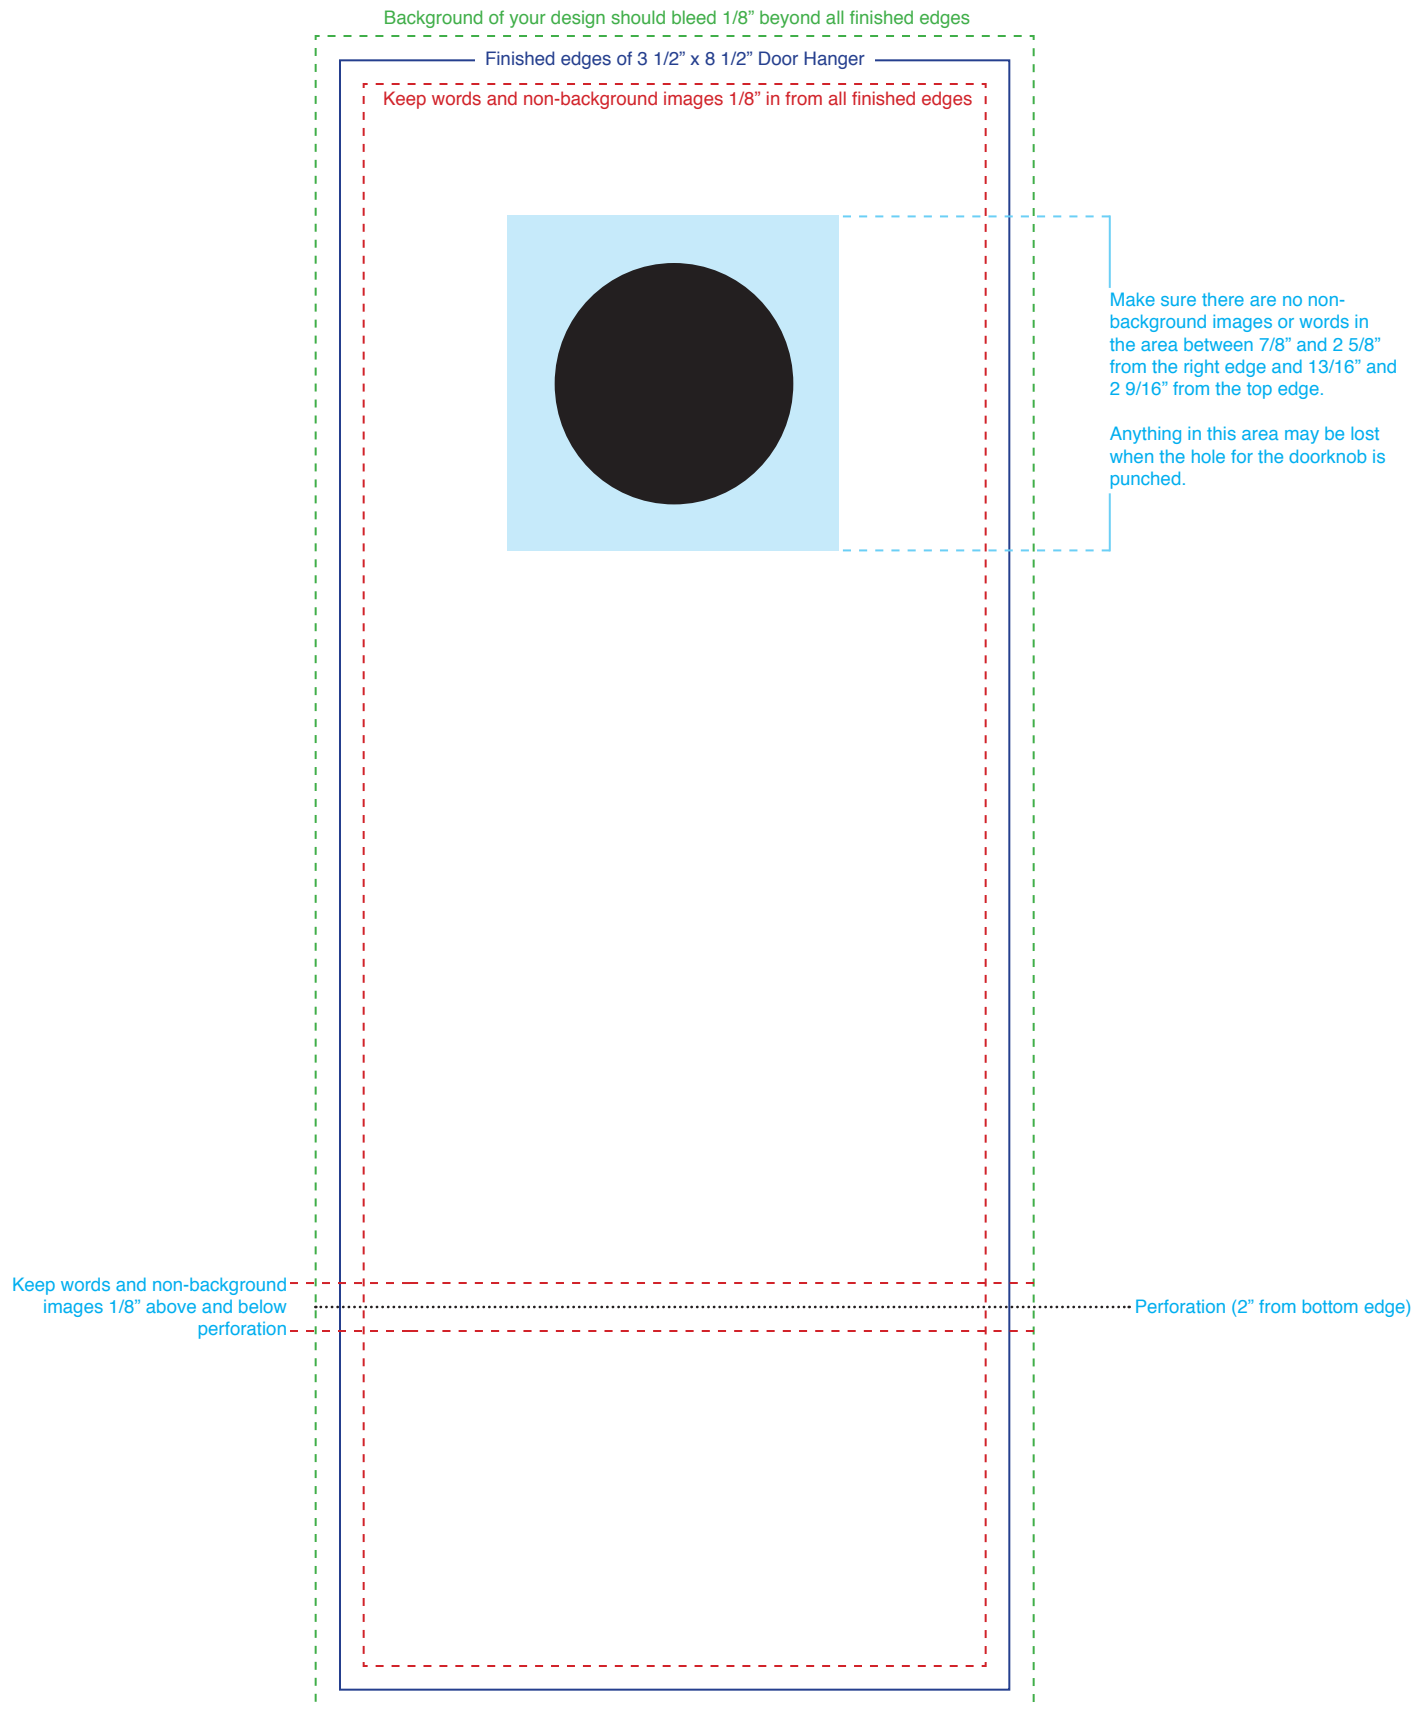 Background of your design should bleed 1/8” beyond all finished edges
Finished edges of 3 1/2” x 8 1/2” Door Hanger
Keep words and non-background images 1/8” in from all finished edges
Make sure there are no non-
background images or words in
the area between 7/8” and 2 5/8”
from the right edge and 13/16” and
2 9/16” from the top edge.
Anything in this area may be lost
when the hole for the doorknob is
punched.
Keep words and non-background
images 1/8” above and below
perforation
Perforation (2” from bottom edge)